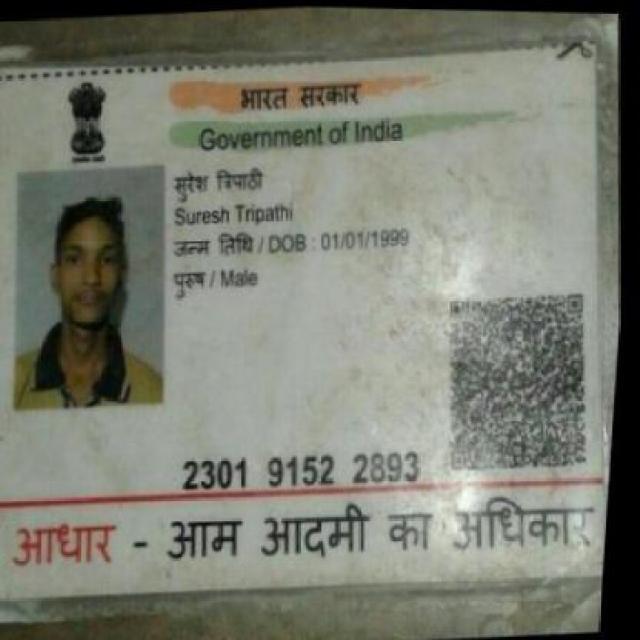 भारत सरकार
Government of India
सुरेश त्रिपाठी
Suresh Tripathi
जन्म तिथि / DOB : 01/01/1999
पुरुष / Male
2301 9152 2893
आधार - आम आदमी का अधिकार